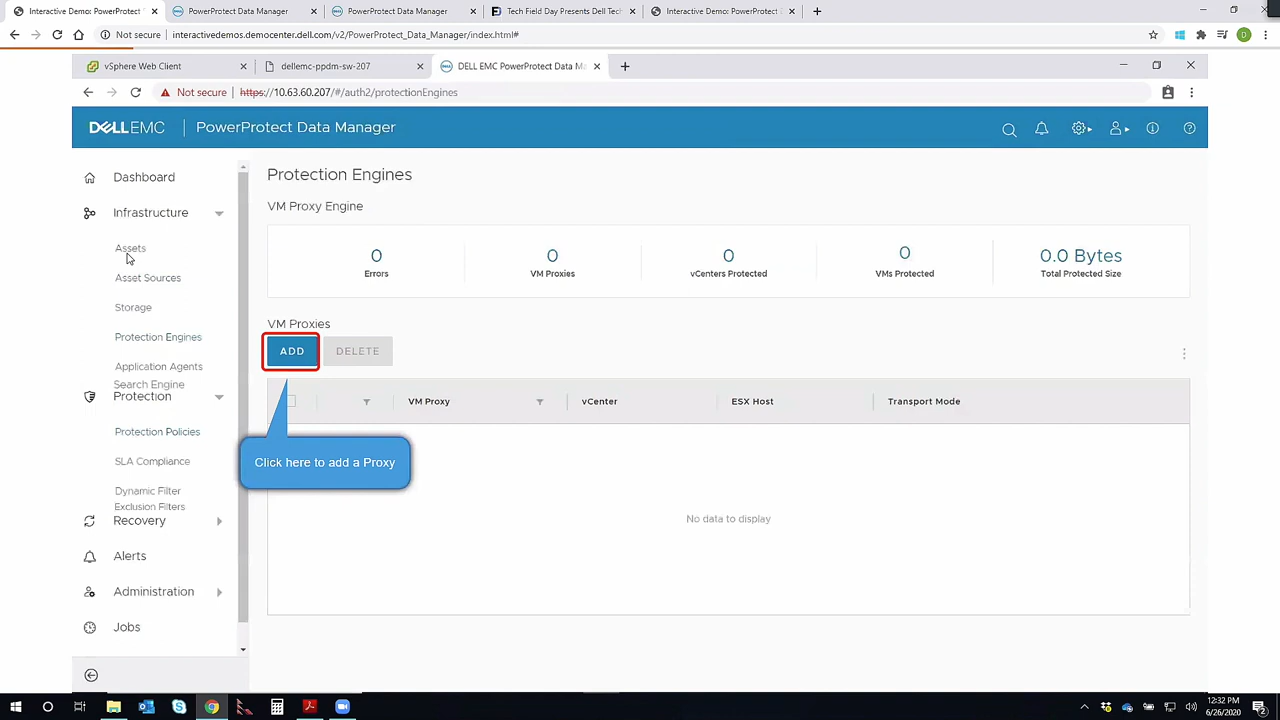 Interactive Demo: PowerProtect D
PowerProtect Data Manager
PowerProtect Data Manager
Tech Field Day Presents Dell Tech
Interactive Demo: PowerProtect D
Not secure
interactivedemos.democenter.dell.com/v2/PowerProtect_Data_Manager/index.html#
D
vSphere Web Client
dellemc-ppdm-sw-207
DELL EMC PowerProtect Data Ma
Not secure
https://10.63.60.207/#/auth2/protectionEngines
DELL EMC
PowerProtect Data Manager
Dashboard
Infrastructure
Assets
Asset Sources
Storage
Protection Engines
Application Agents
Search Engine
Protection
Protection Policies
SLA Compliance
Dynamic Filter
Exclusion Filters
Recovery
Alerts
Administration
Jobs
Protection Engines
VM Proxy Engine
0
Errors
0
VM Proxies
0
vCenters Protected
0
VMs Protected
0.0 Bytes
Total Protected Size
VM Proxies
ADD
DELETE
VM Proxy
vCenter
ESX Host
Transport Mode
Click here to add a Proxy
No data to display
12:32 PM
6/26/2020